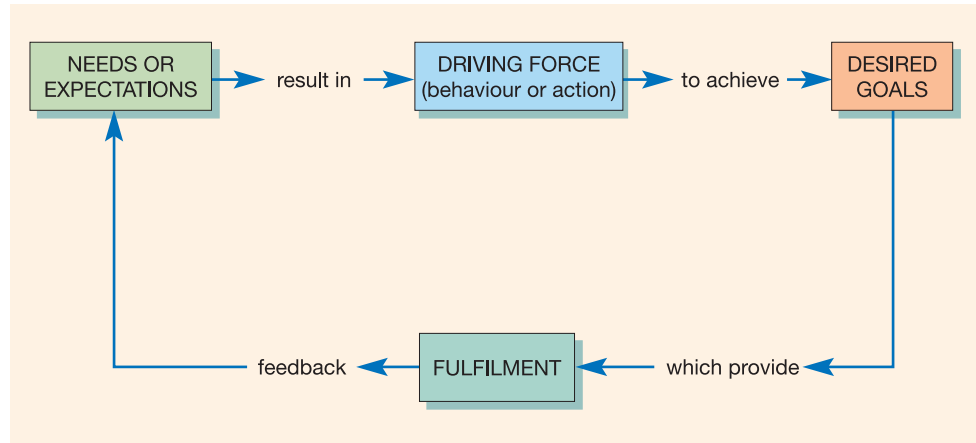 NEEDS OR
EXPECTATIONS
result in
DRIVING FORCE
(behaviour or action)
to achieve
DESIRED
GOALS
which provide
FULFILMENT
feedback